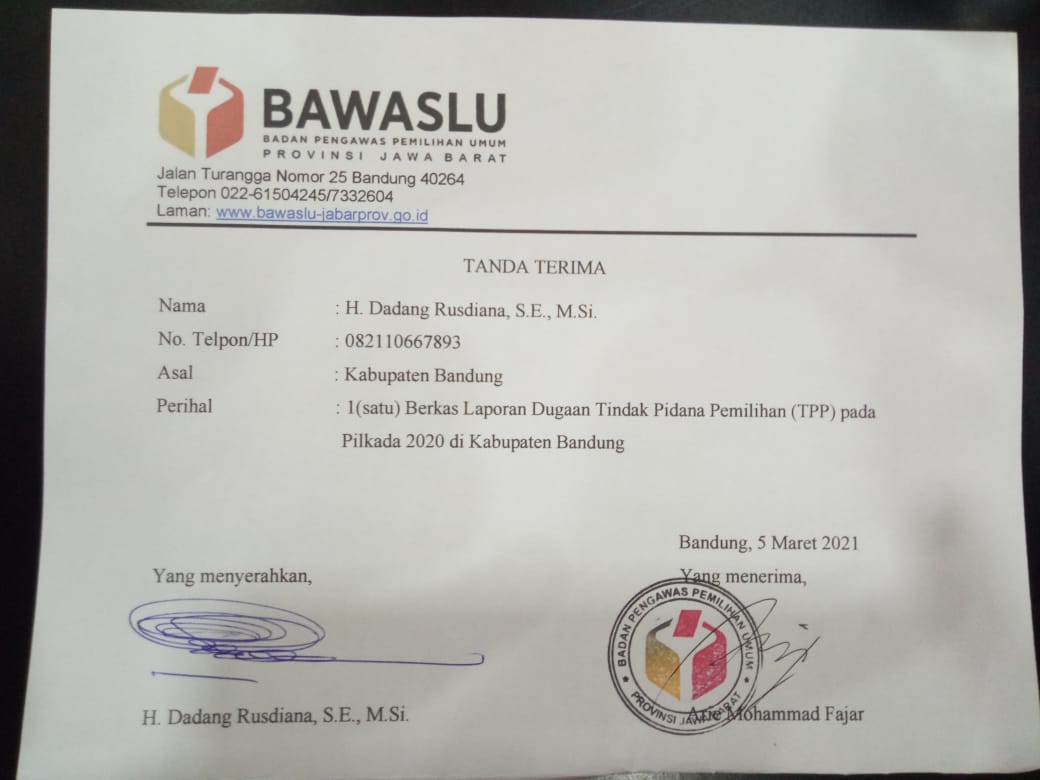 BAWASLU
BADAN PENGAWAS PEMILIHAN UMUM
PROVINSI JAWA BARAT
Jalan Turangga Nomor 25 Bandung 40264
Telepon 022-61504245/7332604
Laman: www.bawaslu-jabarprov.go.id
TANDA TERIMA
Nama : H. Dadang Rusdiana, S.E., M.Si.
No. Telpon/HP : 082110667893
Asal : Kabupaten Bandung
Perihal : 1(satu) Berkas Laporan Dugaan Tindak Pidana Pemilihan (TPP) pada
Pilkada 2020 di Kabupaten Bandung
Bandung, 5 Maret 2021
Yang menyerahkan, Yang menerima,
BADAN PENGAWAS PEMILIHAN UMUM
PROVINSI JAWA BARAT
H. Dadang Rusdiana, S.E., M.Si. Arie Mohammad Fajar